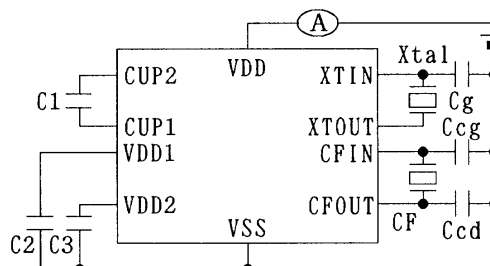 A
Xtal
CUP2 VDD XTIN
C1 Cg
CUP1 XTOUT Ccg
VDD1 CFIN
VDD2 CFOUT
C2 C3 VSS CF Ccd